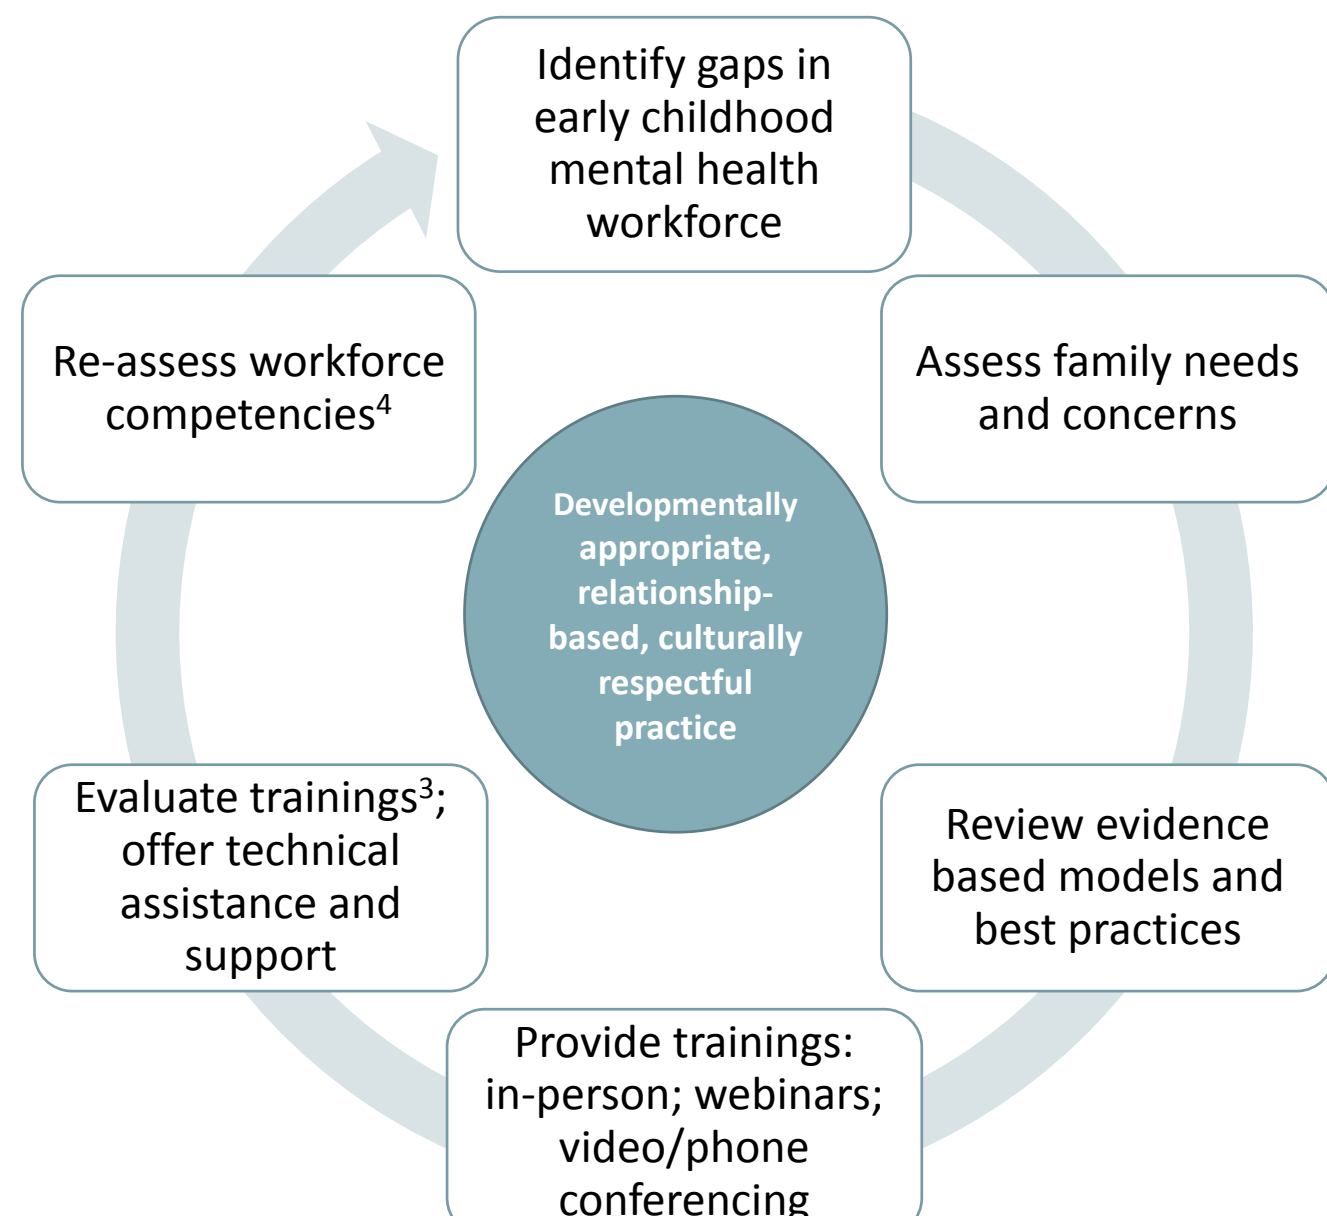 Identify gaps in
early childhood
mental health
workforce
Assess family needs
and concerns
Review evidence
based models and
best practices
Provide trainings:
in-person; webinars;
video/phone
conferencing
Evaluate trainings³;
offer technical
assistance and
support
Re-assess workforce
competencies⁴
Developmentally
appropriate,
relationship-
based, culturally
respectful
practice